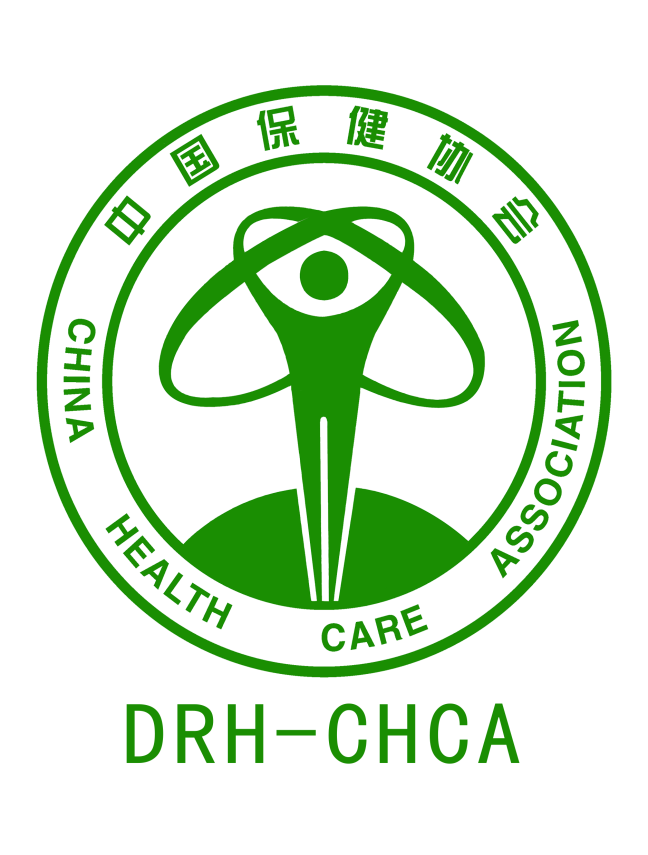 中国保健协会
CHINA HEALTH CARE ASSOCIATION
DRH-CHCA